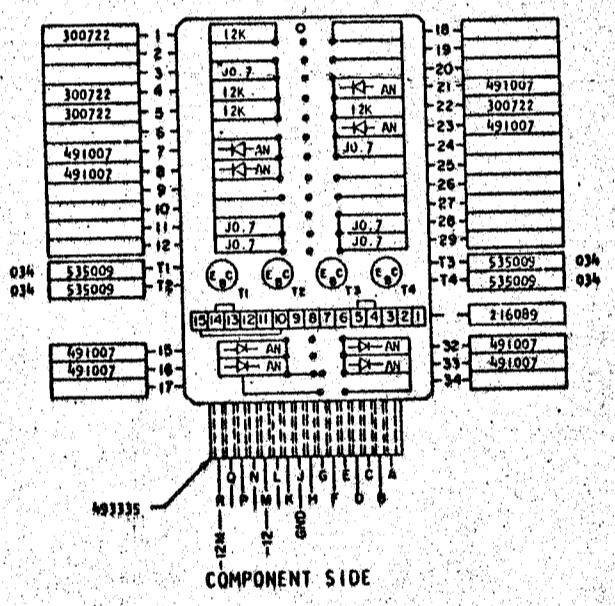 300722 1 12K 18
2 19
3 J0.7 20
300722 4 12K AN 21 491007
300722 5 12K 12K 22 300722
6 AN 23 491007
491007 7 AN J0.7 24
491007 8 AN 25
9 26
10 27
11 J0.7 J0.7 28
12 J0.7 J0.7 29
034 535009 T1 E B C E B C E B C E B C T3 535009 034
034 535009 T2 T1 T2 T3 T4 T4 535009 034
15 14 13 12 11 10 9 8 7 6 5 4 3 2 1 216089
491007 15 AN AN 32 491007
491007 16 AN AN 33 491007
17 34
Q N L J G E C A
493335 R P M K H F D B
-12M -12 GND
COMPONENT SIDE